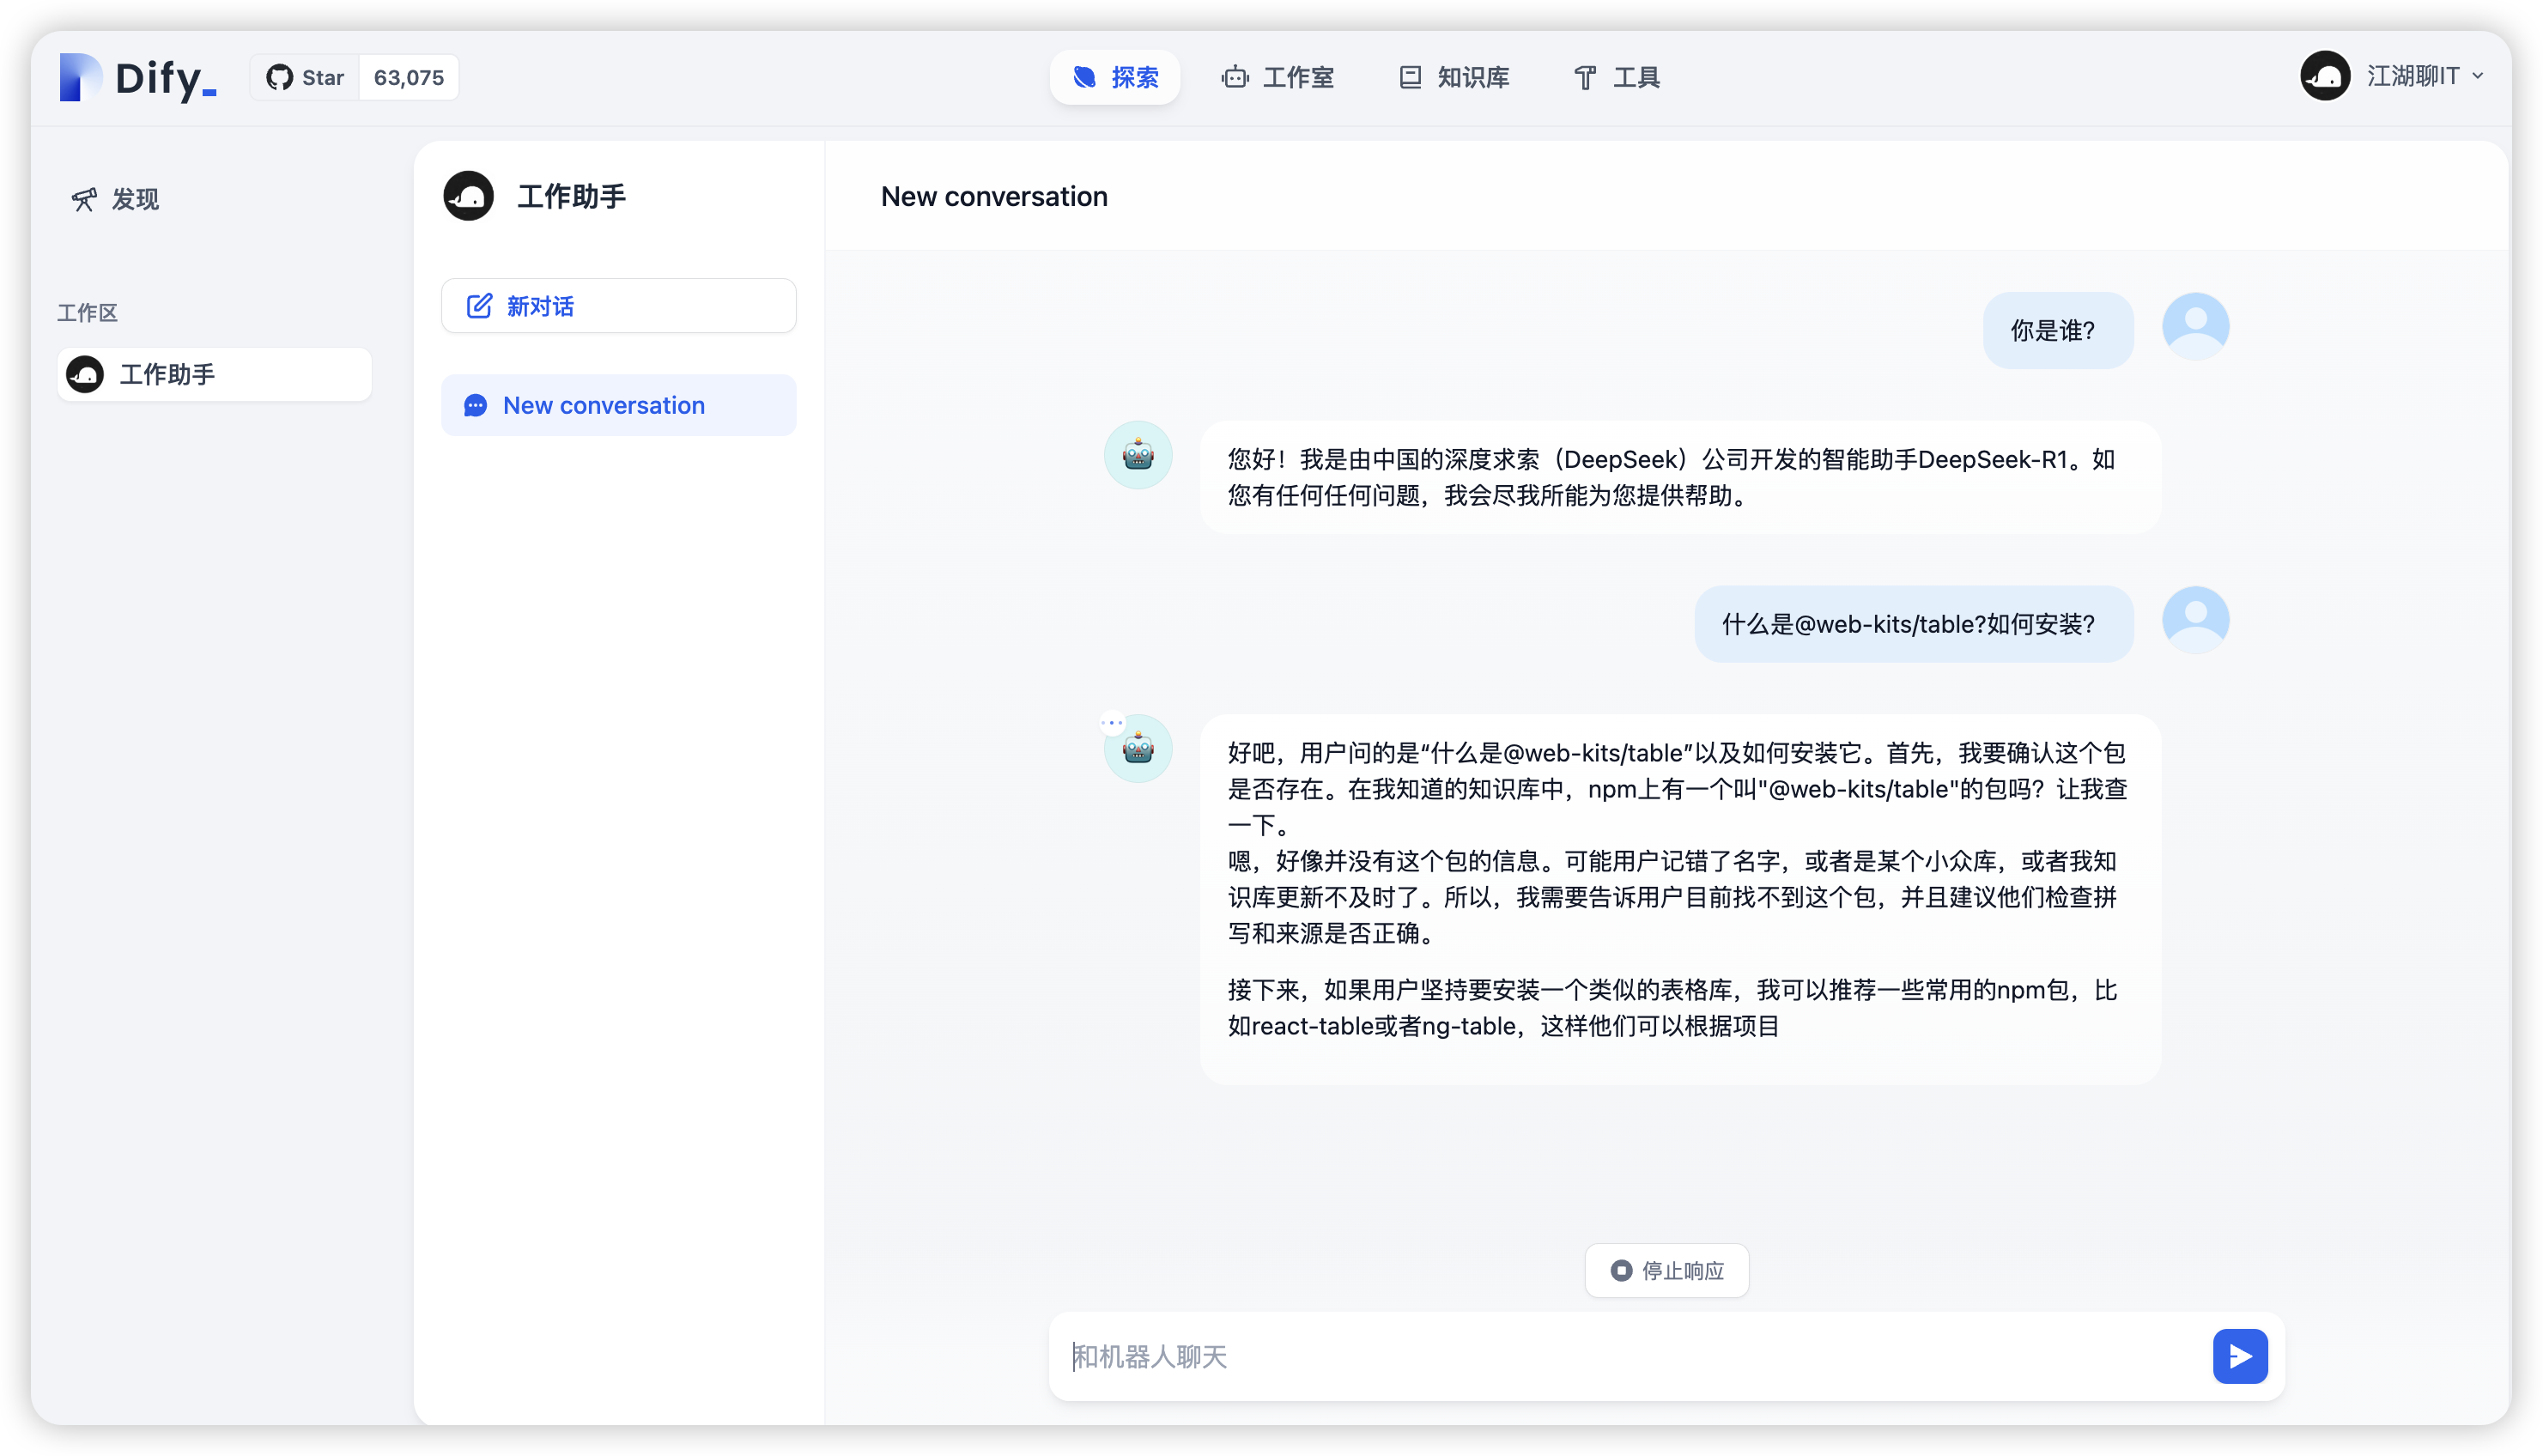 Dify_
Star 63,075
探索
工作室
知识库
工具
江湖聊IT
发现
工作区
工作助手
工作助手
新对话
New conversation
New conversation
你是谁?
您好！我是由中国的深度求索（DeepSeek）公司开发的智能助手DeepSeek-R1。如
您有任何任何问题，我会尽我所能为您提供帮助。
什么是@web-kits/table?如何安装?
好吧，用户问的是“什么是@web-kits/table”以及如何安装它。首先，我要确认这个包
是否存在。在我知道的知识库中，npm上有一个叫"@web-kits/table"的包吗？让我查
一下。
嗯，好像并没有这个包的信息。可能用户记错了名字，或者是某个小众库，或者我知
识库更新不及时了。所以，我需要告诉用户目前找不到这个包，并且建议他们检查拼
写和来源是否正确。
接下来，如果用户坚持要安装一个类似的表格库，我可以推荐一些常用的npm包，比
如react-table或者ng-table，这样他们可以根据项目
停止响应
和机器人聊天